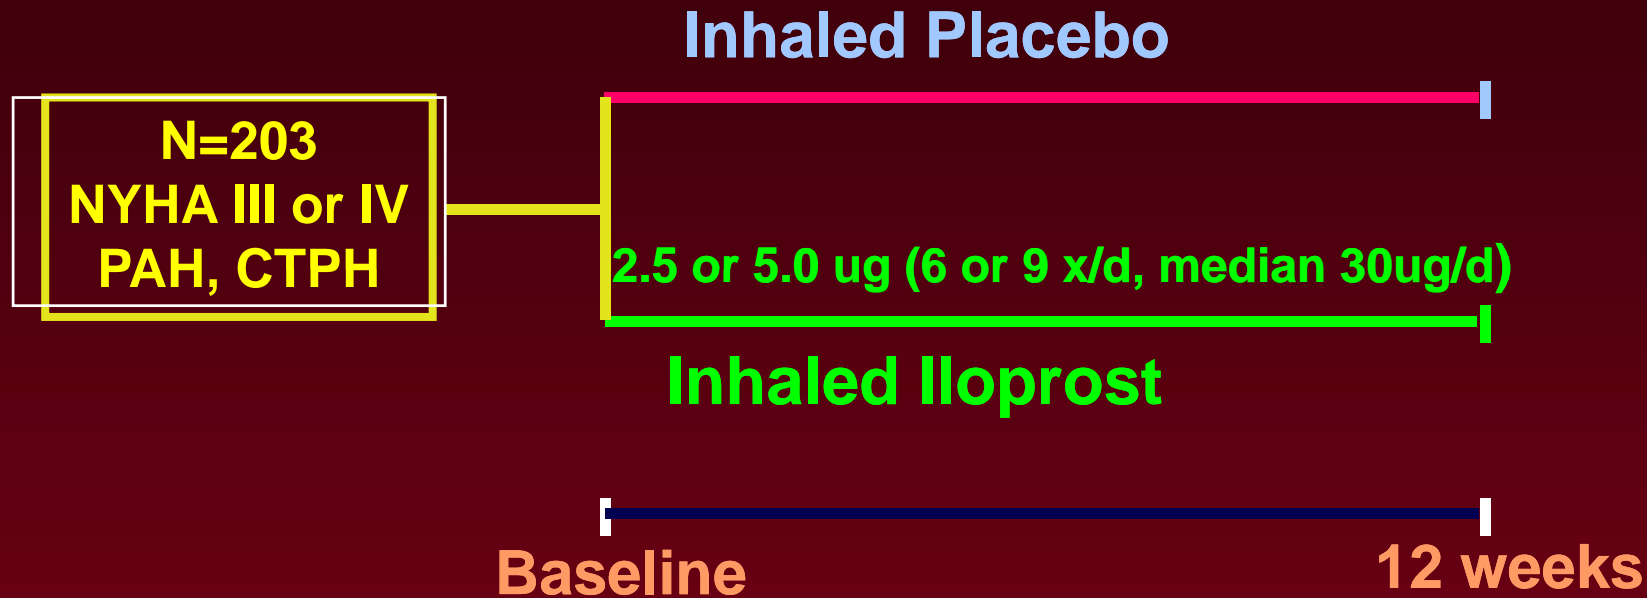 Inhaled Placebo
N=203
NYHA III or IV
PAH, CTPH
2.5 or 5.0 ug (6 or 9 x/d, median 30ug/d)
Inhaled Iloprost
Baseline
12 weeks